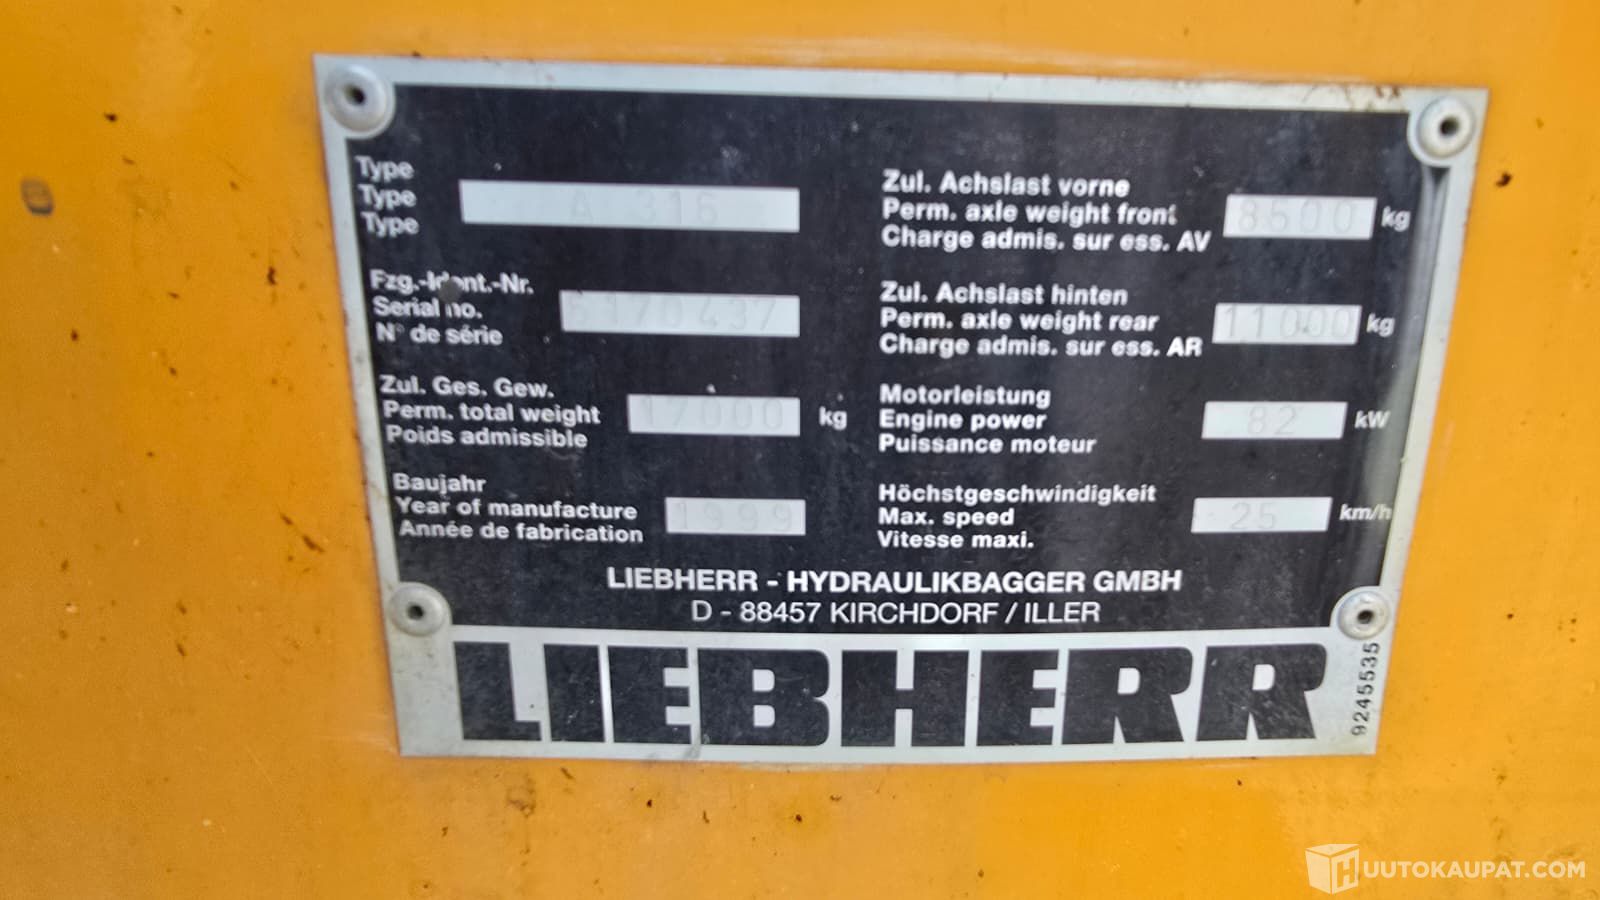 Type
Type
Type
A 316
Fzg.-Ident.-Nr.
Serial no.
N° de série
6170437
Zul. Ges. Gew.
Perm. total weight
Poids admissible
17000 kg
Baujahr
Year of manufacture
Année de fabrication
1999
Zul. Achslast vorne
Perm. axle weight front
Charge admis. sur ess. AV
8500 kg
Zul. Achslast hinten
Perm. axle weight rear
Charge admis. sur ess. AR
11000 kg
Motorleistung
Engine power
Puissance moteur
82 kW
Höchstgeschwindigkeit
Max. speed
Vitesse maxi.
25 km/h
LIEBHERR - HYDRAULIKBAGGER GMBH
D - 88457 KIRCHDORF / ILLER
LIEBHERR
9245535
HUUTOKAUPAT.COM